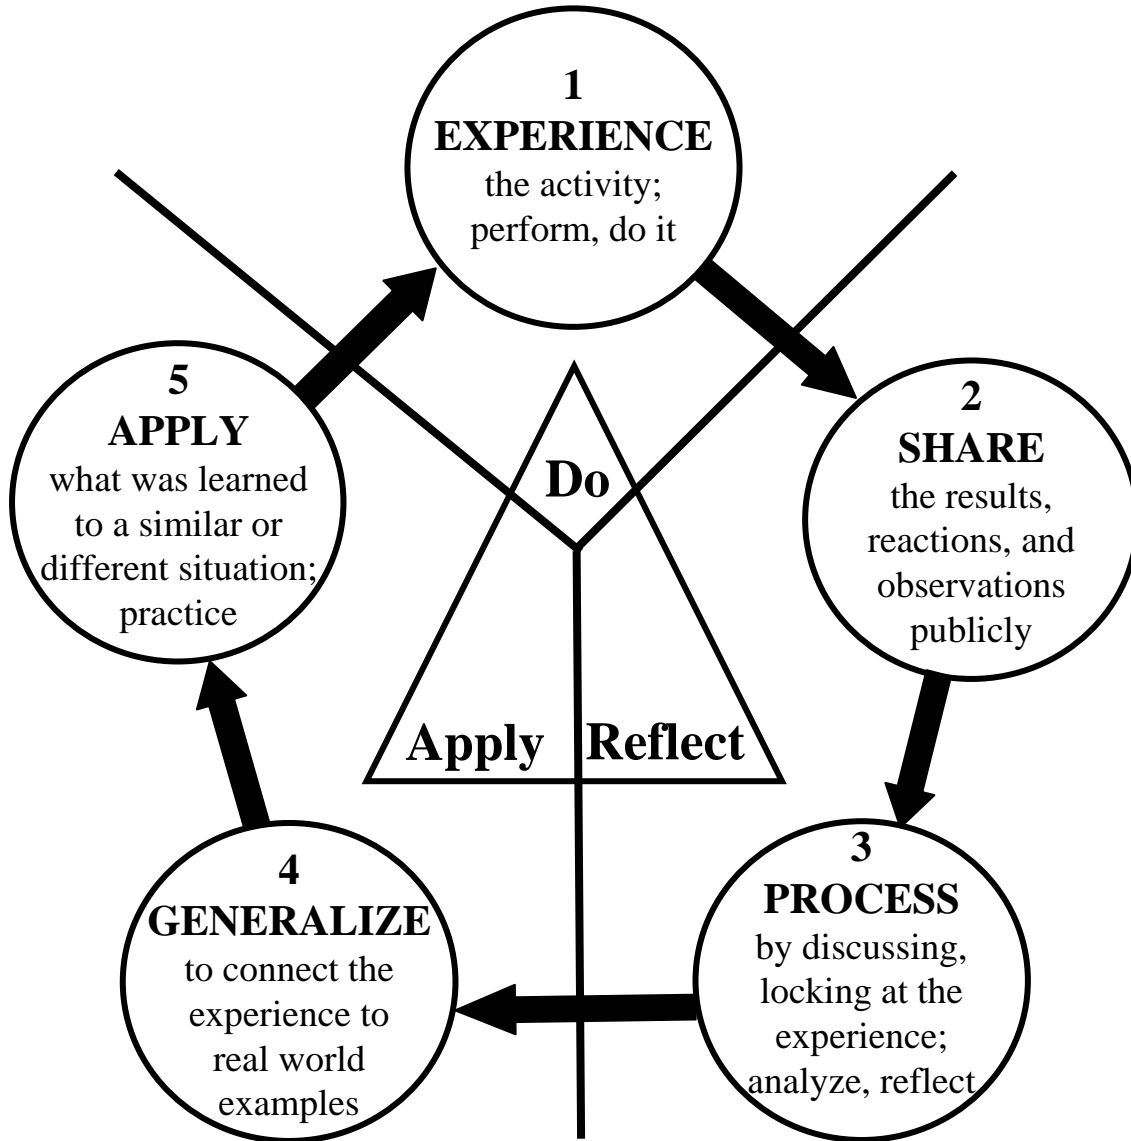 1
EXPERIENCE
the activity;
perform, do it
2
SHARE
the results,
reactions, and
observations
publicly
3
PROCESS
by discussing,
locking at the
experience;
analyze, reflect
4
GENERALIZE
to connect the
experience to
real world
examples
5
APPLY
what was learned
to a similar or
different situation;
practice
Do
Apply
Reflect